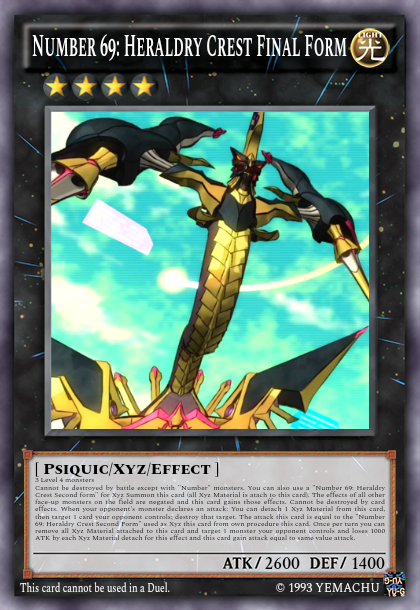 NUMBER 69: HERALDRY CREST FINAL FORM
LIGHT
光
[ PSIQUIC/XYZ/EFFECT ]
3 Level 4 monsters
Cannot be destroyed by battle except with "Number" monsters. You can also use a "Number 69: Heraldry
Crest Second form" for Xyz Summon this card (all Xyz Material is attach to this card). The effects of all other
face-up monsters on the field are negated and this card gains those effects. Cannot be destroyed by card
effects. When your opponent's monster declares an attack: You can detach 1 Xyz Material from this card,
then target 1 card your opponent controls; destroy that target. The attack this card is equal to the "Number
69: Heraldry Crest Second Form" used as Xyz this card from own procedure this card. Once per turn you can
remove all Xyz Material attached to this card and target 1 monster your opponent controls and loses 1000
ATK by each Xyz Material detach for this effect and this card gain attack equal to same value attack.
ATK/2600 DEF/1400
This card cannot be used in a Duel.
© 1993 YEMACHU